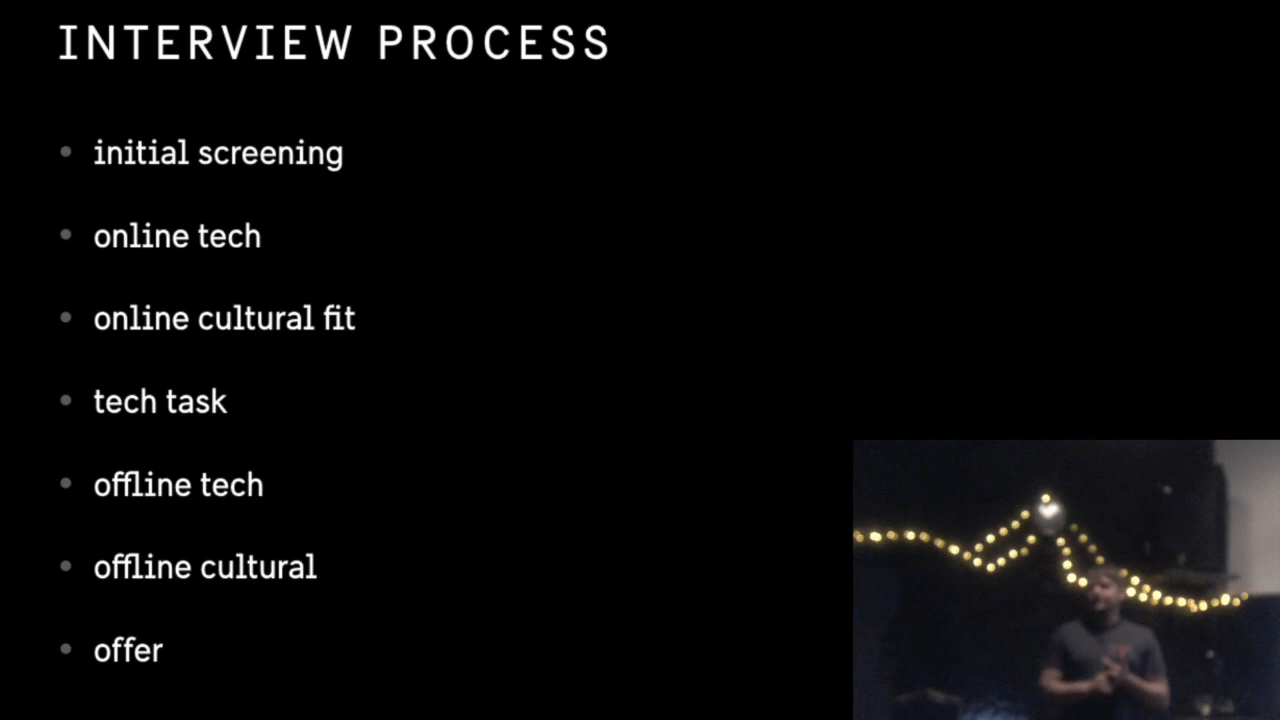 INTERVIEW PROCESS
initial screening
online tech
online cultural fit
tech task
offline tech
offline cultural
offer